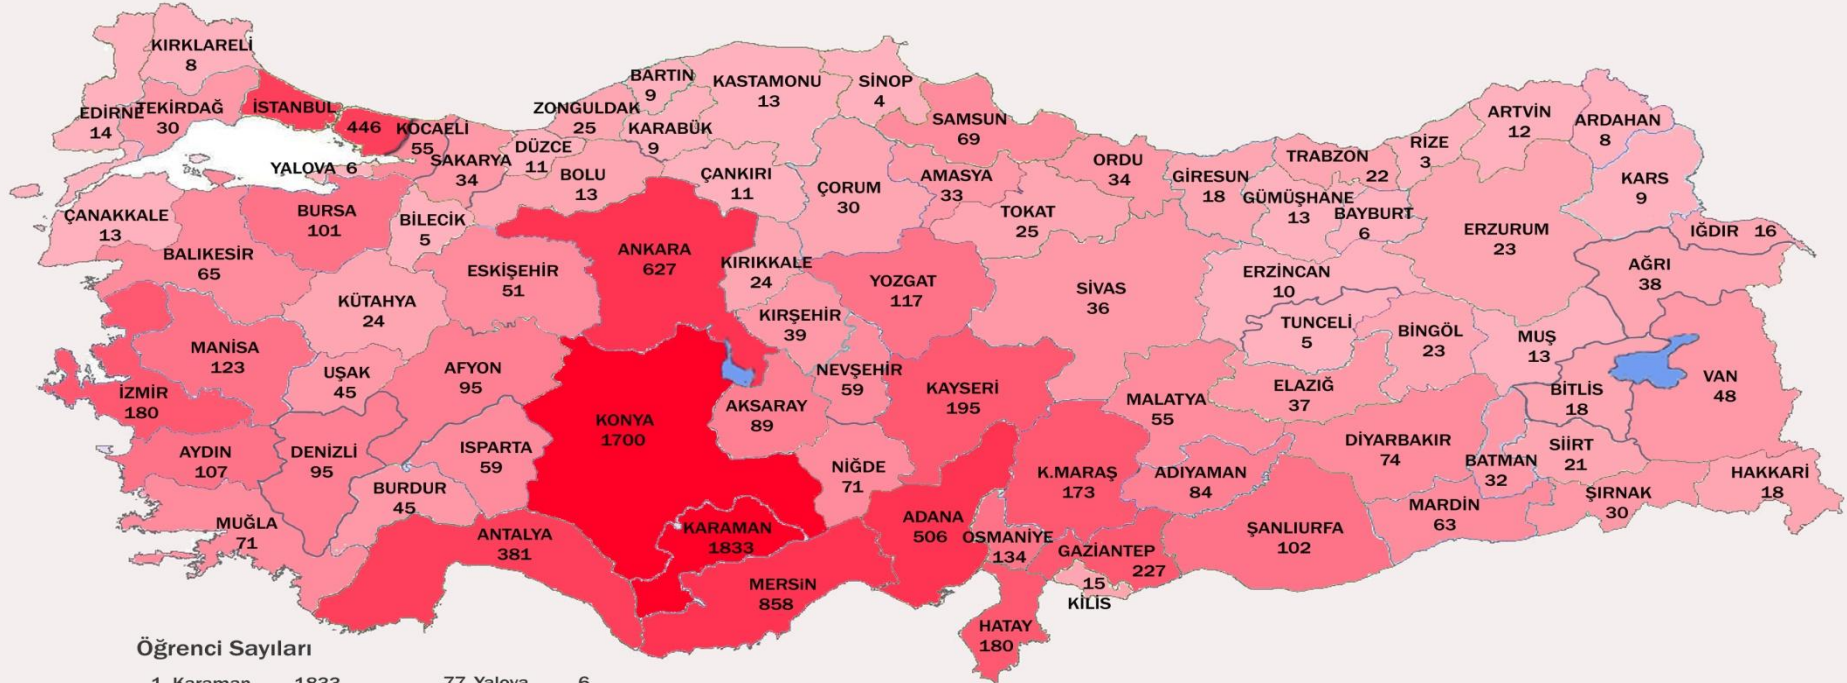 KIRKLARELİ
8
EDİRNE
14
TEKİRDAĞ
30
İSTANBUL
446
KOCAELİ
55
YALOVA 6
SAKARYA
34
DÜZCE
11
ZONGULDAK
25
BARTIN
9
KARABÜK
9
KASTAMONU
13
SİNOP
4
SAMSUN
69
BOLU
13
ÇANKIRI
11
ÇORUM
30
AMASYA
33
TOKAT
25
ORDU
34
GİRESUN
18
TRABZON
22
GÜMÜŞHANE
13
BAYBURT
6
RİZE
3
ARTVİN
12
ARDAHAN
8
KARS
9
IĞDIR 16
ERZURUM
23
AĞRI
38
ÇANAKKALE
13
BALIKESİR
65
BURSA
101
BİLECİK
5
ESKİŞEHİR
51
KÜTAHYA
24
ANKARA
627
KIRIKKALE
24
KIRŞEHİR
39
YOZGAT
117
SİVAS
36
ERZİNCAN
10
TUNCELİ
5
BİNGÖL
23
MUŞ
13
BİTLİS
18
VAN
48
MANİSA
123
İZMİR
180
UŞAK
45
AFYON
95
KONYA
1700
AKSARAY
89
NEVŞEHİR
59
KAYSERİ
195
MALATYA
55
ELAZIĞ
37
DİYARBAKIR
74
BATMAN
32
SİİRT
21
HAKKARİ
18
ŞIRNAK
30
MARDİN
63
AYDIN
107
DENİZLİ
95
ISPARTA
59
BURDUR
45
MUĞLA
71
ANTALYA
381
KARAMAN
1833
MERSİN
858
NİĞDE
71
ADANA
506
OSMANİYE
134
K.MARAŞ
173
ADIYAMAN
84
ŞANLIURFA
102
GAZİANTEP
227
15
KİLİS
HATAY
180
Öğrenci Sayıları
1. Karaman 1833
77. Yalova 6